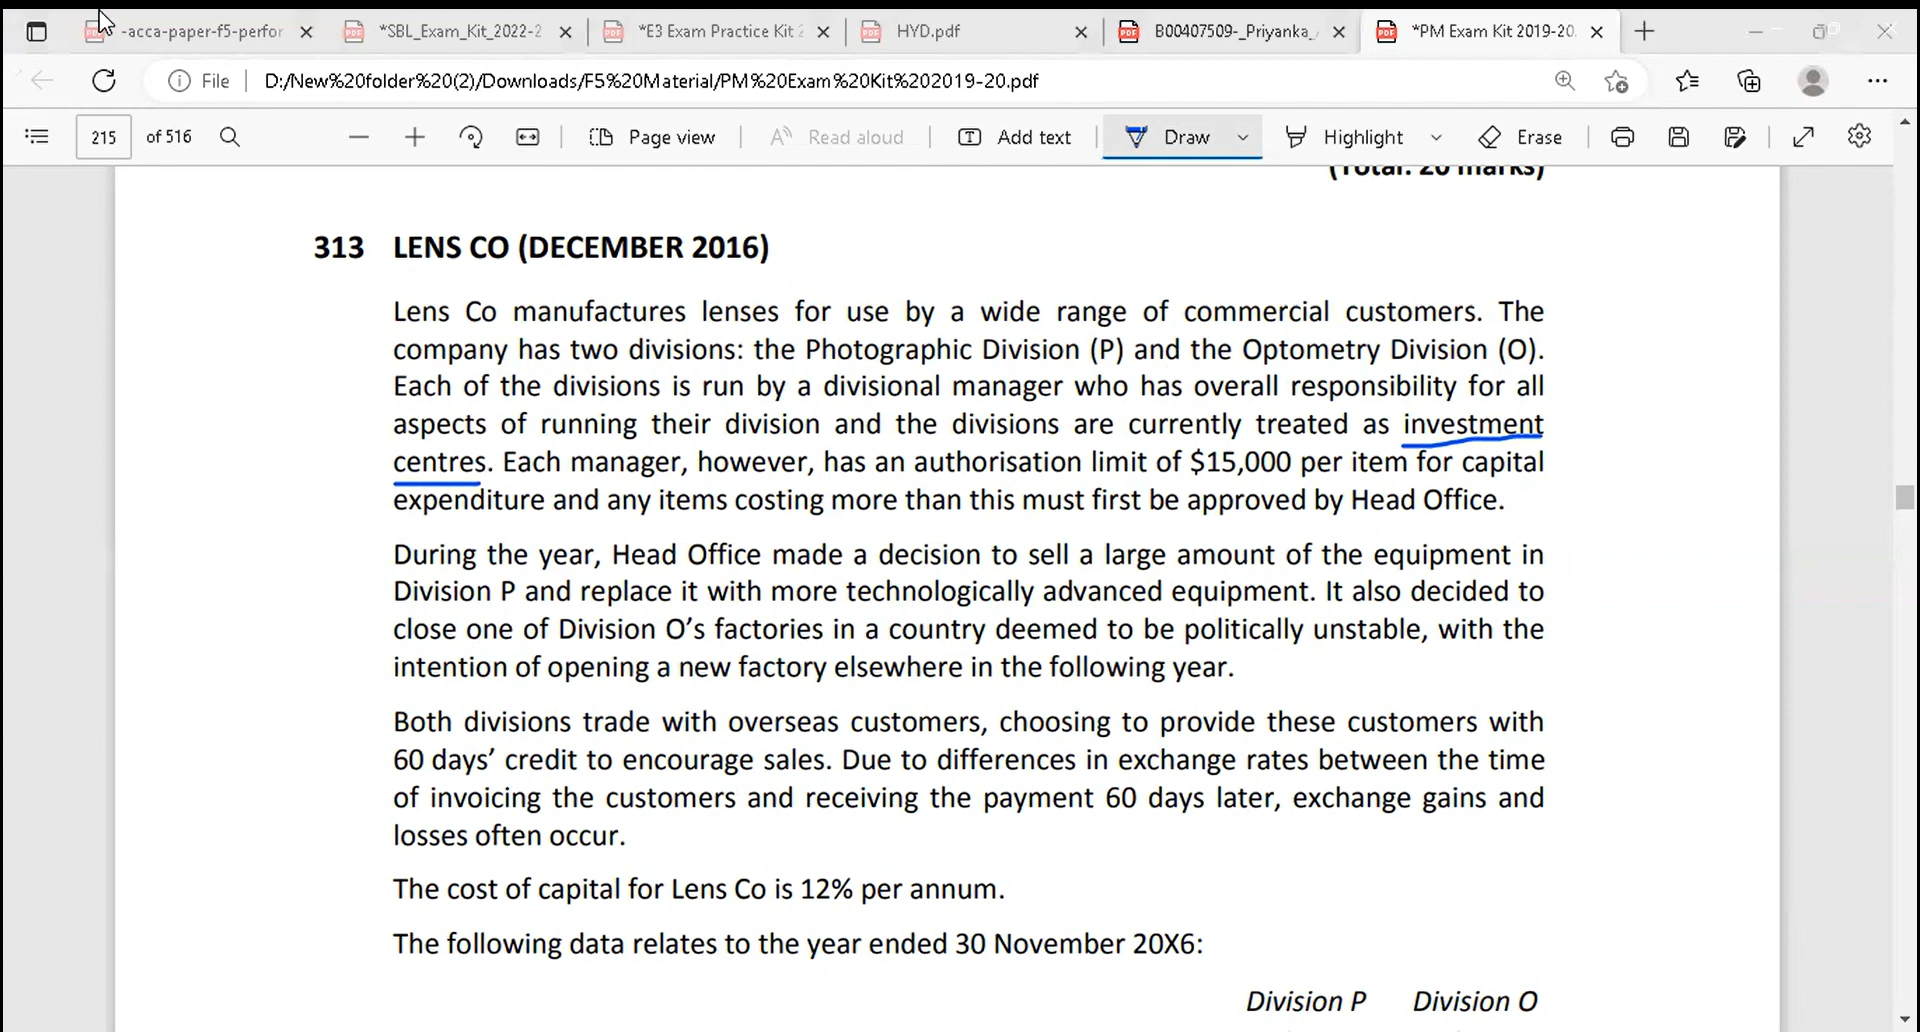 -acca-paper-f5-perfor
*SBL_Exam_Kit_2022-2
*E3 Exam Practice Kit 2
HYD.pdf
B00407509-_Priyanka_
*PM Exam Kit 2019-20.
File
D:/New%20folder%20(2)/Downloads/F5%20Material/PM%20Exam%20Kit%202019-20.pdf
215 of 516
Page view
Read aloud
Add text
Draw
Highlight
Erase
(Total: 20 marks)
313 LENS CO (DECEMBER 2016)
Lens Co manufactures lenses for use by a wide range of commercial customers. The
company has two divisions: the Photographic Division (P) and the Optometry Division (O).
Each of the divisions is run by a divisional manager who has overall responsibility for all
aspects of running their division and the divisions are currently treated as investment
centres. Each manager, however, has an authorisation limit of $15,000 per item for capital
expenditure and any items costing more than this must first be approved by Head Office.
During the year, Head Office made a decision to sell a large amount of the equipment in
Division P and replace it with more technologically advanced equipment. It also decided to
close one of Division O’s factories in a country deemed to be politically unstable, with the
intention of opening a new factory elsewhere in the following year.
Both divisions trade with overseas customers, choosing to provide these customers with
60 days’ credit to encourage sales. Due to differences in exchange rates between the time
of invoicing the customers and receiving the payment 60 days later, exchange gains and
losses often occur.
The cost of capital for Lens Co is 12% per annum.
The following data relates to the year ended 30 November 20X6:
Division P Division O